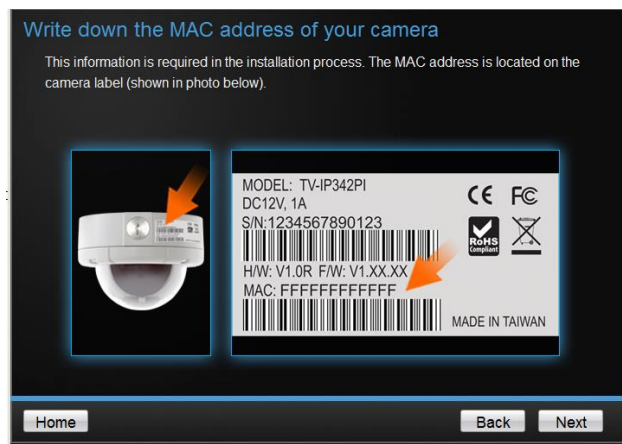 Write down the MAC address of your camera
This information is required in the installation process. The MAC address is located on the
camera label (shown in photo below).
MODEL: TV-IP342PI
DC12V, 1A
S/N:1234567890123
H/W: V1.0R F/W: V1.XX.XX
MAC: FFFFFFFFFFFF
CE FC
RoHS
Compliant
MADE IN TAIWAN
Home
Back
Next